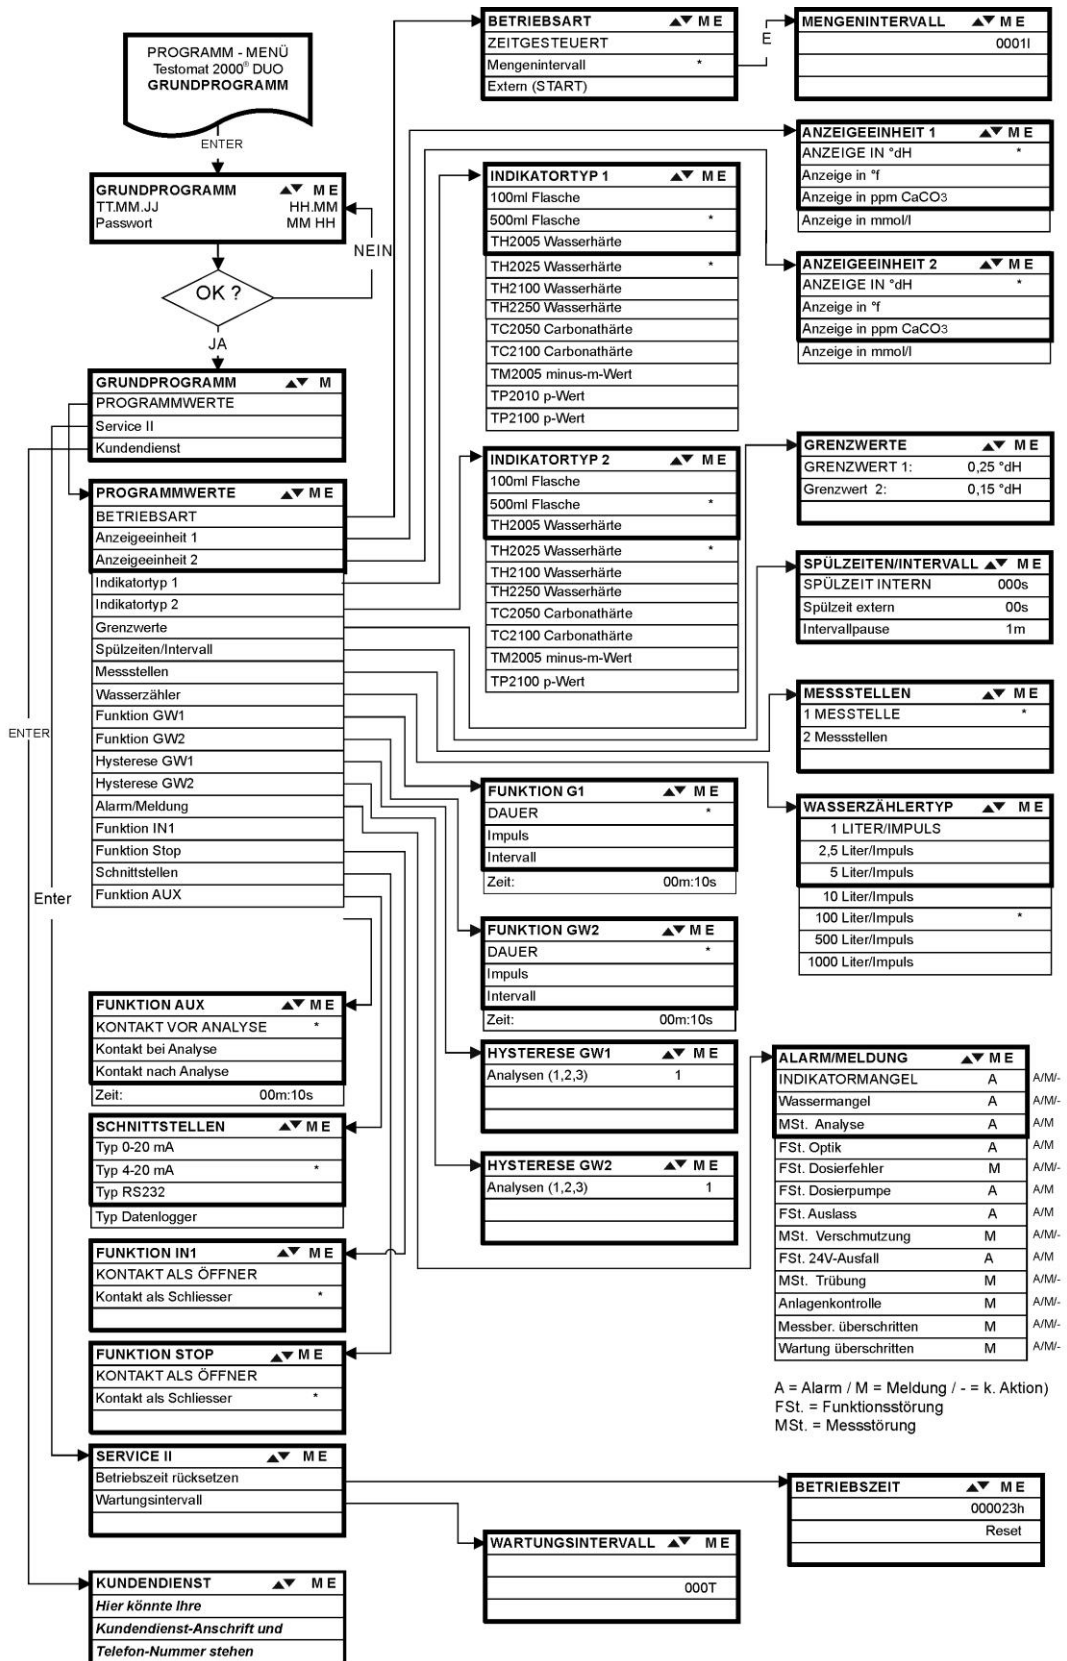 PROGRAMM - MENÜ
Testomat 2000® DUO
GRUNDPROGRAMM
ENTER
GRUNDPROGRAMM ▲▼ M E
TT.MM.JJ HH.MM
Passwort MM HH
NEIN
OK ?
JA
GRUNDPROGRAMM ▲▼ M
PROGRAMMWERTE
Service II
Kundendienst
PROGRAMMWERTE ▲▼ M E
BETRIEBSART
Anzeigeeinheit 1
Anzeigeeinheit 2
Indikatortyp 1
Indikatortyp 2
Grenzwerte
Spülzeiten/Intervall
Messstellen
Wasserzähler
Funktion GW1
Funktion GW2
Hysterese GW1
Hysterese GW2
Alarm/Meldung
Funktion IN1
Funktion Stop
Schnittstellen
Funktion AUX
ENTER
Enter
FUNKTION AUX ▲▼ M E
KONTAKT VOR ANALYSE *
Kontakt bei Analyse
Kontakt nach Analyse
Zeit: 00m:10s
SCHNITTSTELLEN ▲▼ M E
Typ 0-20 mA
Typ 4-20 mA *
Typ RS232
Typ Datenlogger
FUNKTION IN1 ▲▼ M E
KONTAKT ALS ÖFFNER
Kontakt als Schliesser *
FUNKTION STOP ▲▼ M E
KONTAKT ALS ÖFFNER
Kontakt als Schliesser *
SERVICE II ▲▼ M E
Betriebszeit rücksetzen
Wartungsintervall
KUNDENDIENST ▲▼ M E
Hier könnte Ihre
Kundendienst-Anschrift und
Telefon-Nummer stehen
BETRIEBSART ▲▼ M E
ZEITGESTEUERT
Mengenintervall *
Extern (START)
E
INDIKATORTYP 1 ▲▼ M E
100ml Flasche
500ml Flasche *
TH2005 Wasserhärte
TH2025 Wasserhärte *
TH2100 Wasserhärte
TH2250 Wasserhärte
TC2050 Carbonathärte
TC2100 Carbonathärte
TM2005 minus-m-Wert
TP2010 p-Wert
TP2100 p-Wert
INDIKATORTYP 2 ▲▼ M E
100ml Flasche
500ml Flasche *
TH2005 Wasserhärte
TH2025 Wasserhärte *
TH2100 Wasserhärte
TH2250 Wasserhärte
TC2050 Carbonathärte
TC2100 Carbonathärte
TM2005 minus-m-Wert
TP2100 p-Wert
FUNKTION G1 ▲▼ M E
DAUER *
Impuls
Intervall
Zeit: 00m:10s
FUNKTION GW2 ▲▼ M E
DAUER *
Impuls
Intervall
Zeit: 00m:10s
HYSTERESE GW1 ▲▼ M E
Analysen (1,2,3) 1
HYSTERESE GW2 ▲▼ M E
Analysen (1,2,3) 1
WARTUNGSINTERVALL ▲▼ M E
000T
MENGENINTERVALL ▲▼ M E
0001l
ANZEIGEEINHEIT 1 ▲▼ M E
ANZEIGE IN °dH *
Anzeige in °f
Anzeige in ppm CaCO3
Anzeige in mmol/l
ANZEIGEEINHEIT 2 ▲▼ M E
ANZEIGE IN °dH *
Anzeige in °f
Anzeige in ppm CaCO3
Anzeige in mmol/l
GRENZWERTE ▲▼ M E
GRENZWERT 1: 0,25 °dH
Grenzwert 2: 0,15 °dH
SPÜLZEITEN/INTERVALL ▲▼ M E
SPÜLZEIT INTERN 000s
Spülzeit extern 00s
Intervallpause 1m
MESSSTELLEN ▲▼ M E
1 MESSTELLE *
2 Messstellen
WASSERZÄHLERTYP ▲▼ M E
1 LITER/IMPULS
2,5 Liter/Impuls
5 Liter/Impuls
10 Liter/Impuls
100 Liter/Impuls *
500 Liter/Impuls
1000 Liter/Impuls
ALARM/MELDUNG ▲▼ M E
INDIKATORMANGEL A A/M/-
Wassermangel A A/M/-
MSt. Analyse A A/M
FSt. Optik A A/M
FSt. Dosierfehler M A/M/-
FSt. Dosierpumpe A A/M
FSt. Auslass A A/M
MSt. Verschmutzung M A/M/-
FSt. 24V-Ausfall A A/M
MSt. Trübung M A/M/-
Anlagenkontrolle M A/M/-
Messber. überschritten M A/M/-
Wartung überschritten M A/M/-
A = Alarm / M = Meldung / - = k. Aktion)
FSt. = Funktionsstörung
MSt. = Messstörung
BETRIEBSZEIT ▲▼ M E
000023h
Reset